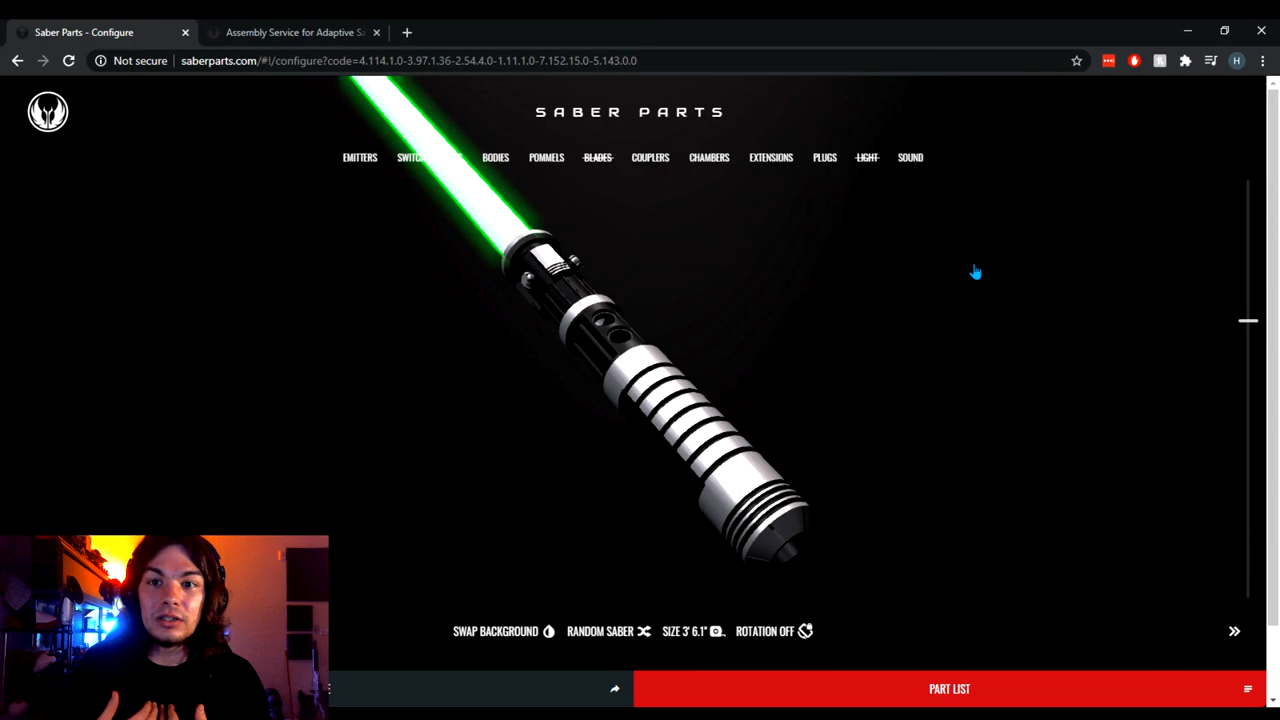 Saber Parts - Configure
Assembly Service for Adaptive Sa
Not secure
saberparts.com/#!/configure?code=4.114.1.0-3.97.1.36-2.54.4.0-1.11.1.0-7.152.15.0-5.143.0.0
H
SABER PARTS
EMITTERS SWITC BODIES POMMELS BLADES COUPLERS CHAMBERS EXTENSIONS PLUGS LIGHT SOUND
SWAP BACKGROUND RANDOM SABER SIZE 3' 6.1" ROTATION OFF
PART LIST